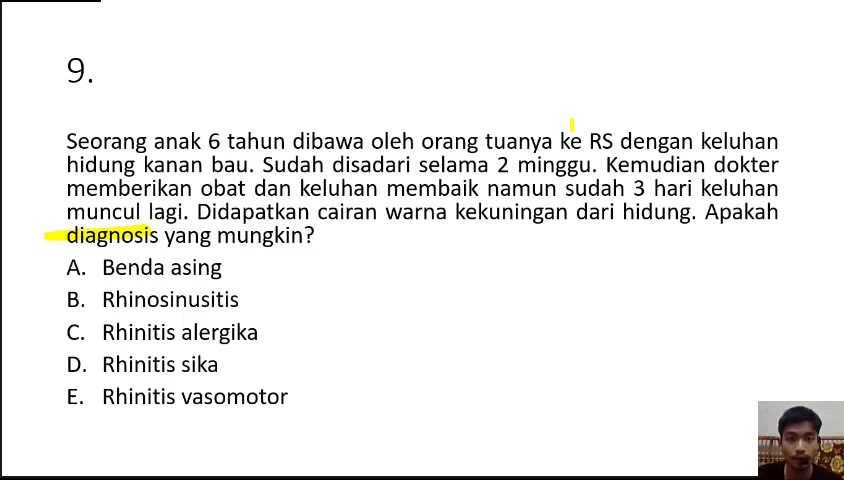 9.
Seorang anak 6 tahun dibawa oleh orang tuanya ke RS dengan keluhan
hidung kanan bau. Sudah disadari selama 2 minggu. Kemudian dokter
memberikan obat dan keluhan membaik namun sudah 3 hari keluhan
muncul lagi. Didapatkan cairan warna kekuningan dari hidung. Apakah
diagnosis yang mungkin?
A. Benda asing
B. Rhinosinusitis
C. Rhinitis alergika
D. Rhinitis sika
E. Rhinitis vasomotor